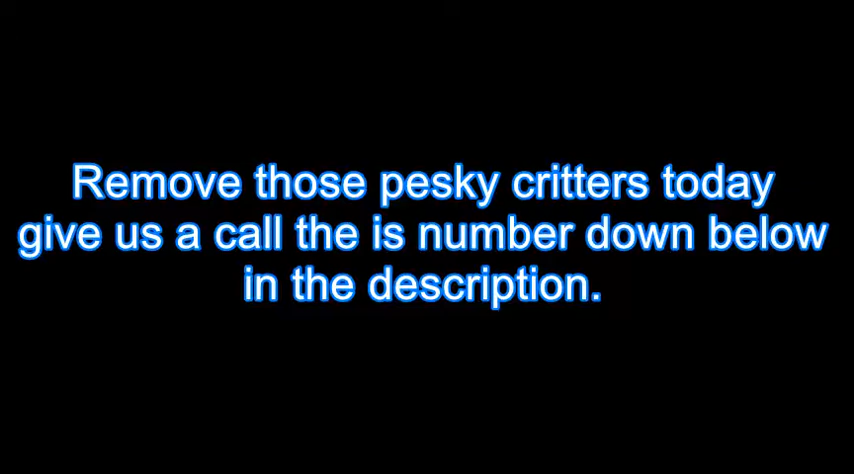 Remove those pesky critters today
give us a call the is number down below
in the description.